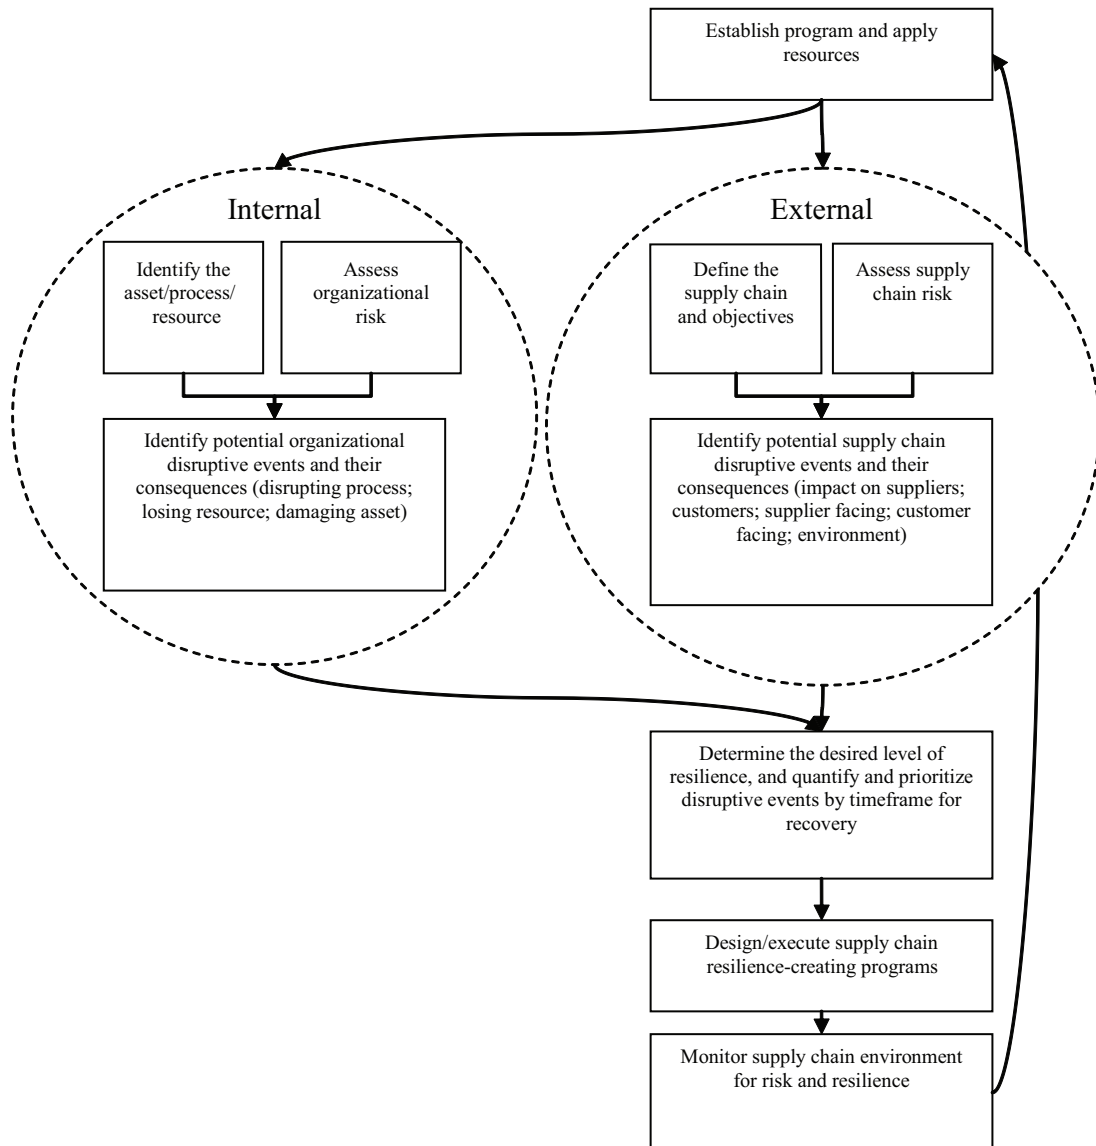 Establish program and apply
resources
Internal
External
Identify the
asset/process/
resource
Assess
organizational
risk
Define the
supply chain
and objectives
Assess supply
chain risk
Identify potential organizational
disruptive events and their
consequences (disrupting process;
losing resource; damaging asset)
Identify potential supply chain
disruptive events and their
consequences (impact on suppliers;
customers; supplier facing; customer
facing; environment)
Determine the desired level of
resilience, and quantify and prioritize
disruptive events by timeframe for
recovery
Design/execute supply chain
resilience-creating programs
Monitor supply chain environment
for risk and resilience